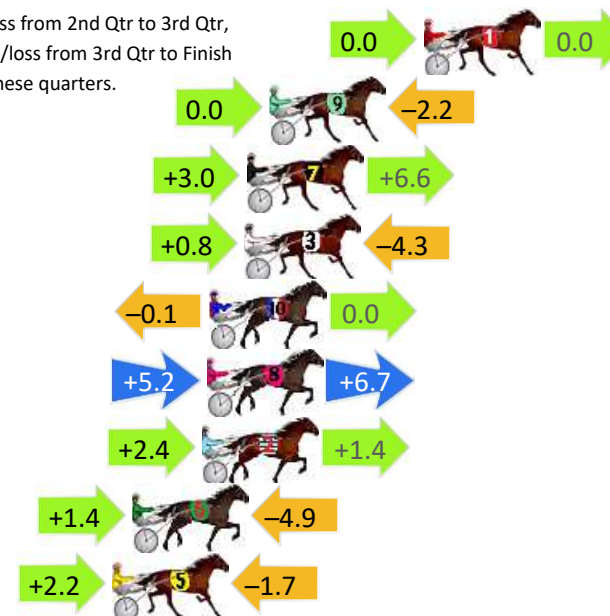 ss from 2nd Qtr to 3rd Qtr,
/loss from 3rd Qtr to Finish
hese quarters.
0.0 1 0.0
0.0 9 –2.2
+3.0 7 +6.6
+0.8 3 –4.3
–0.1 10 0.0
+5.2 8 +6.7
+2.4 2 +1.4
+1.4 6 –4.9
+2.2 5 –1.7